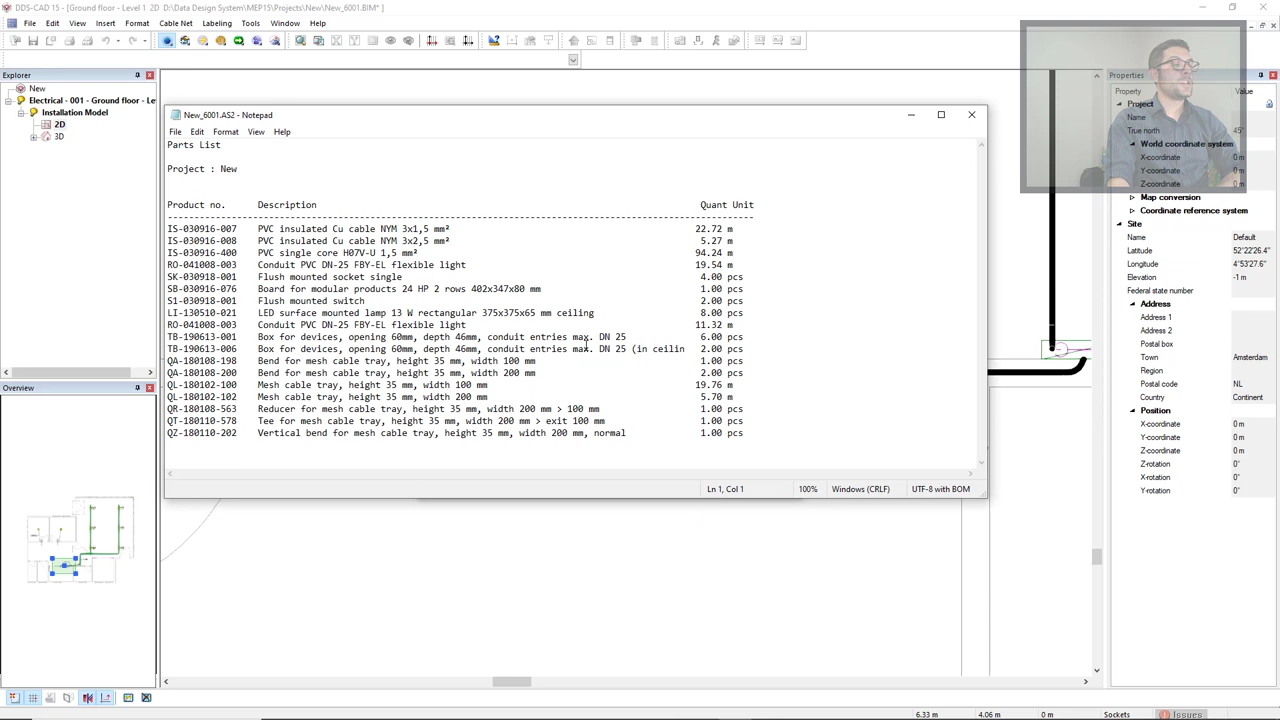 DDS-CAD 15 - [Ground floor - Level 1 2D D:\Data Design System\MEP15\Projects\New\New_6001.BIM*]
File Edit View Insert Format Cable Net Labeling Tools Window Help
Explorer
New
Electrical - 001 - Ground floor - Le
Installation Model
2D
3D
Overview
New_6001.AS2 - Notepad
File Edit Format View Help
Parts List
Project : New
Product no. Description Quant Unit
IS-030916-007 PVC insulated Cu cable NYM 3x1,5 mm² 22.72 m
IS-030916-008 PVC insulated Cu cable NYM 3x2,5 mm² 5.27 m
IS-030916-400 PVC single core H07V-U 1,5 mm² 94.24 m
RO-041008-003 Conduit PVC DN-25 FBY-EL flexible light 19.54 m
SK-030918-001 Flush mounted socket single 4.00 pcs
SB-030916-076 Board for modular products 24 HP 2 rows 402x347x80 mm 1.00 pcs
S1-030918-001 Flush mounted switch 2.00 pcs
LI-130510-021 LED surface mounted lamp 13 W rectangular 375x375x65 mm ceiling 8.00 pcs
RO-041008-003 Conduit PVC DN-25 FBY-EL flexible light 11.32 m
TB-190613-001 Box for devices, opening 60mm, depth 46mm, conduit entries max. DN 25 6.00 pcs
TB-190613-006 Box for devices, opening 60mm, depth 46mm, conduit entries max. DN 25 (in ceilin 2.00 pcs
QA-180108-198 Bend for mesh cable tray, height 35 mm, width 100 mm 1.00 pcs
QA-180108-200 Bend for mesh cable tray, height 35 mm, width 200 mm 2.00 pcs
QL-180102-100 Mesh cable tray, height 35 mm, width 100 mm 19.76 m
QL-180102-102 Mesh cable tray, height 35 mm, width 200 mm 5.70 m
QR-180108-563 Reducer for mesh cable tray, height 35 mm, width 200 mm > 100 mm 1.00 pcs
QT-180110-578 Tee for mesh cable tray, height 35 mm, width 200 mm > exit 100 mm 1.00 pcs
QZ-180110-202 Vertical bend for mesh cable tray, height 35 mm, width 200 mm, normal 1.00 pcs
Ln 1, Col 1 100% Windows (CRLF) UTF-8 with BOM
Properties
Property Value
Project
Name
True north 45°
World coordinate system
X-coordinate 0 m
Y-coordinate 0 m
Z-coordinate 0 m
Map conversion
Coordinate reference system
Site
Name Default
Latitude 52°22'26.4"
Longitude 4°53'27.6"
Elevation -1 m
Federal state number
Address
Address 1
Address 2
Postal box
Town Amsterdam
Region
Postal code NL
Country Continent
Position
X-coordinate 0 m
Y-coordinate 0 m
Z-coordinate 0 m
Z-rotation 0°
X-rotation 0°
Y-rotation 0°
6.33 m 4.06 m 0 m Sockets Issues